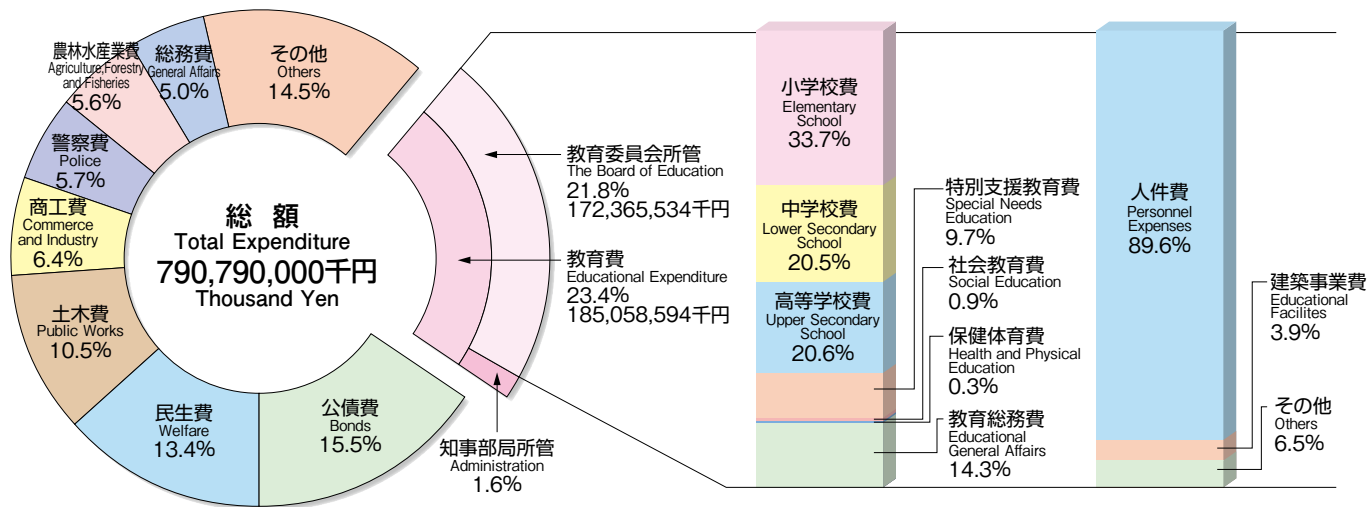 農林水産業費
Agriculture,Forestry
and Fisheries
5.6%
総務費
General Affairs
5.0%
その他
Others
14.5%
警察費
Police
5.7%
商工費
Commerce
and Industry
6.4%
土木費
Public Works
10.5%
民生費
Welfare
13.4%
公債費
Bonds
15.5%
総 額
Total Expenditure
790,790,000千円
Thousand Yen
教育委員会所管
The Board of Education
21.8%
172,365,534千円
教育費
Educational Expenditure
23.4%
185,058,594千円
知事部局所管
Administration
1.6%
小学校費
Elementary
School
33.7%
中学校費
Lower Secondary
School
20.5%
高等学校費
Upper Secondary
School
20.6%
特別支援教育費
Special Needs
Education
9.7%
社会教育費
Social Education
0.9%
保健体育費
Health and Physical
Education
0.3%
教育総務費
Educational
General Affairs
14.3%
人件費
Personnel
Expenses
89.6%
建築事業費
Educational
Facilites
3.9%
その他
Others
6.5%